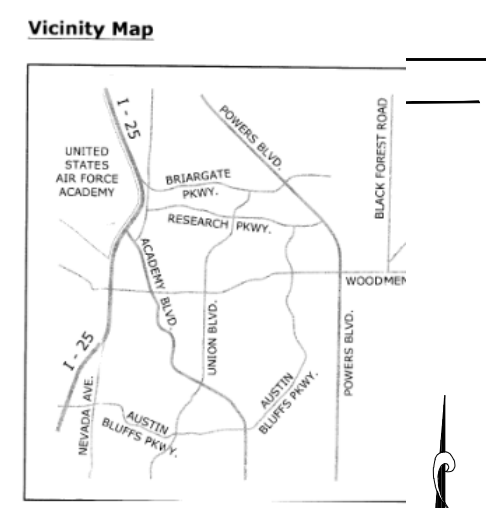 Vicinity Map
I - 25
POWERS BLVD.
BLACK FOREST ROAD
UNITED
STATES
AIR FORCE
ACADEMY
BRIARGATE
PKWY.
RESEARCH PKWY.
ACADEMY BLVD.
WOODMEN
UNION BLVD.
POWERS BLVD.
I - 25
NEVADA AVE.
AUSTIN
BLUFFS PKWY.
AUSTIN
BLUFFS PKWY.